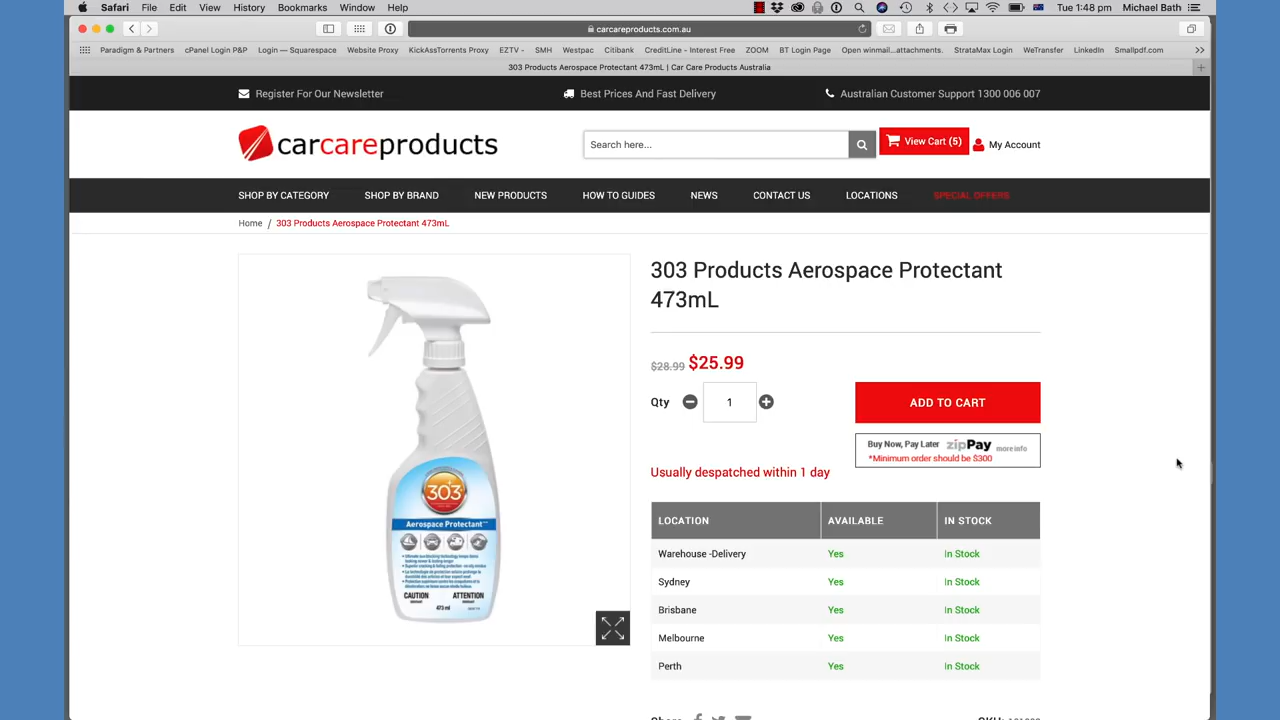 Safari File Edit View History Bookmarks Window Help Tue 1:48 pm Michael Bath
carcareproducts.com.au
Paradigm & Partners cPanel Login P&P Login — Squarespace Website Proxy KickAssTorrents Proxy EZTV - SMH Westpac Citibank CreditLine - Interest Free ZOOM BT Login Page Open winmail...attachments. StrataMax Login WeTransfer LinkedIn Smallpdf.com
303 Products Aerospace Protectant 473mL | Car Care Products Australia
Register For Our Newsletter Best Prices And Fast Delivery Australian Customer Support 1300 006 007
carcareproducts Search here... View Cart (5) My Account
SHOP BY CATEGORY SHOP BY BRAND NEW PRODUCTS HOW TO GUIDES NEWS CONTACT US LOCATIONS SPECIAL OFFERS
Home / 303 Products Aerospace Protectant 473mL
303 Products Aerospace Protectant
473mL
$28.99 $25.99
Qty 1 ADD TO CART
Buy Now, Pay Later zipPay more info
*Minimum order should be $300
Usually despatched within 1 day
LOCATION AVAILABLE IN STOCK
Warehouse -Delivery Yes In Stock
Sydney Yes In Stock
Brisbane Yes In Stock
Melbourne Yes In Stock
Perth Yes In Stock
303
Aerospace Protectant™
CAUTION ATTENTION
473 ml